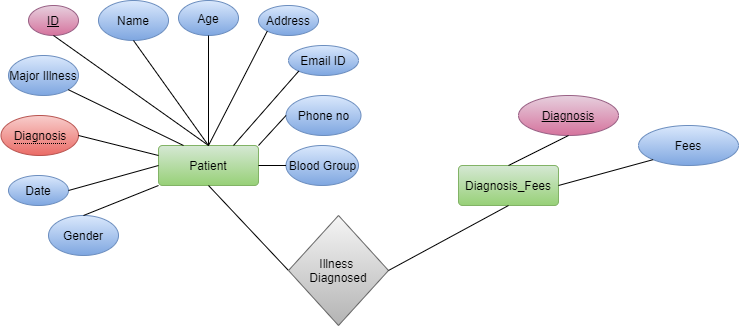 ID
Name
Age
Address
Email ID
Major Illness
Phone no
Diagnosis
Diagnosis
Fees
Patient
Blood Group
Diagnosis_Fees
Date
Gender
Illness
Diagnosed